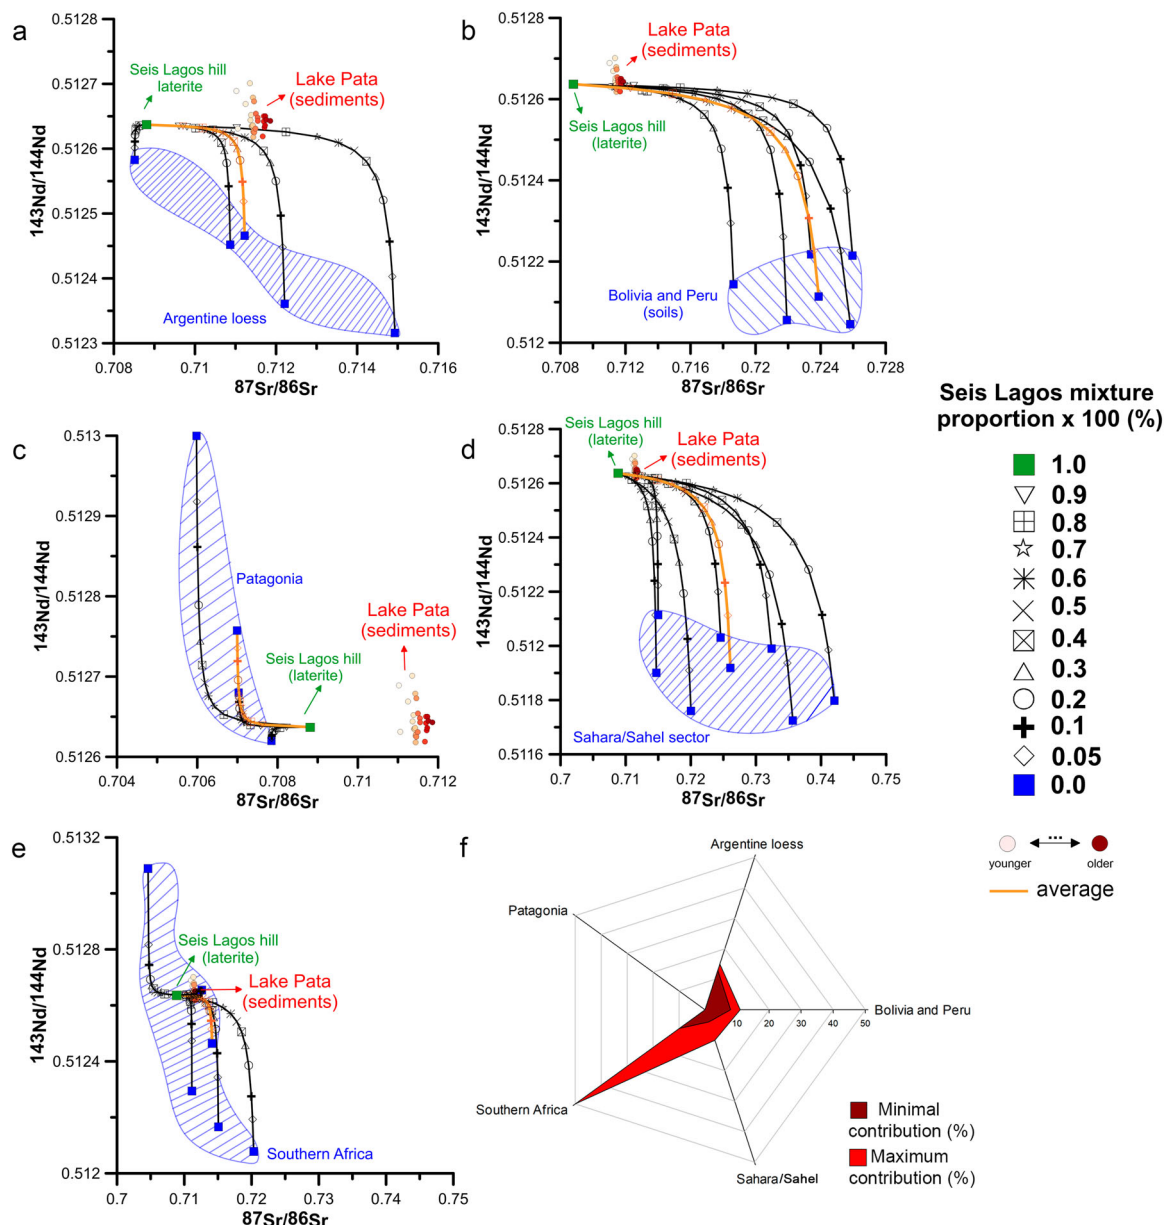 a
0.5128
0.5127
0.5126
0.5125
0.5124
0.5123
143Nd/144Nd
0.708
0.71
0.712
0.714
0.716
87Sr/86Sr
Seis Lagos hill
laterite
Lake Pata
(sediments)
Argentine loess
b
0.5128
0.5126
0.5124
0.5122
0.512
143Nd/144Nd
0.708
0.712
0.716
0.72
0.724
0.728
87Sr/86Sr
Lake Pata
(sediments)
Seis Lagos hill
(laterite)
Bolivia and Peru
(soils)
c
0.513
0.5129
0.5128
0.5127
0.5126
143Nd/144Nd
0.704
0.706
0.708
0.71
0.712
87Sr/86Sr
Patagonia
Lake Pata
(sediments)
Seis Lagos hill
(laterite)
d
0.5128
0.5126
0.5124
0.5122
0.512
0.5118
0.5116
143Nd/144Nd
0.7
0.71
0.72
0.73
0.74
0.75
87Sr/86Sr
Seis Lagos hill
(laterite)
Lake Pata
(sediments)
Sahara/Sahel sector
Seis Lagos mixture
proportion x 100 (%)
1.0
0.9
0.8
0.7
0.6
0.5
0.4
0.3
0.2
0.1
0.05
0.0
...
younger
older
average
e
0.5132
0.5128
0.5124
0.512
143Nd/144Nd
0.7
0.71
0.72
0.73
0.74
0.75
87Sr/86Sr
Seis Lagos hill
(laterite)
Lake Pata
(sediments)
Southern Africa
f
Argentine loess
Patagonia
Bolivia and Peru
10 20 30 40 50
Southern Africa
Sahara/Sahel
Minimal
contribution (%)
Maximum
contribution (%)